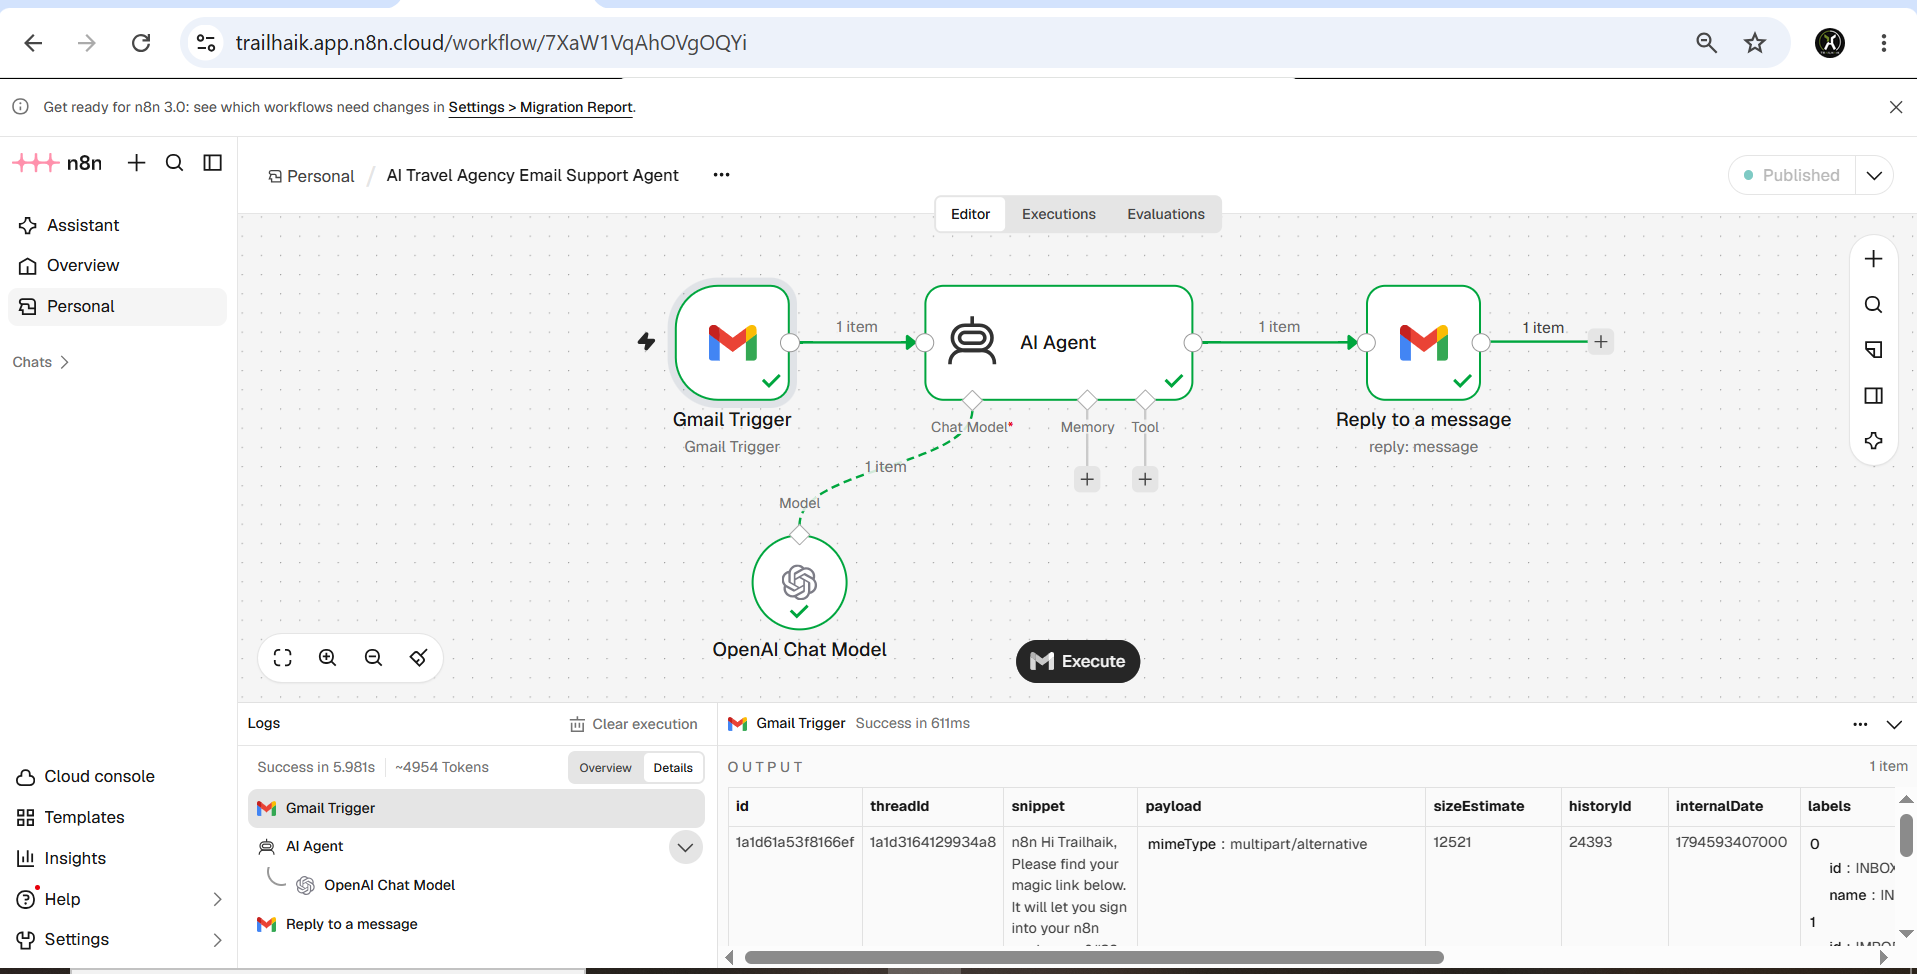 trailhaik.app.n8n.cloud/workflow/7XaW1VqAhOVgOQYi
Get ready for n8n 3.0: see which workflows need changes in Settings > Migration Report.
n8n
Assistant
Overview
Personal
Chats
Cloud console
Templates
Insights
Help
Settings
Personal / AI Travel Agency Email Support Agent ...
Published
Editor Executions Evaluations
1 item
AI Agent
1 item
1 item
Gmail Trigger
Gmail Trigger
Chat Model*
Memory
Tool
Reply to a message
reply: message
1 item
Model
OpenAI Chat Model
Execute
Logs
Clear execution
Success in 5.981s
~4954 Tokens
Overview Details
Gmail Trigger
AI Agent
OpenAI Chat Model
Reply to a message
Gmail Trigger Success in 611ms
OUTPUT
1 item
id threadId snippet payload sizeEstimate historyId internalDate labels
1a1d61a53f8166ef 1a1d3164129934a8 n8n Hi Trailhaik, mimeType : multipart/alternative 12521 24393 1794593407000 0
Please find your
magic link below.
It will let you sign
into your n8n
id : INBOX
name : IN
1